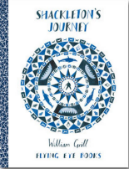 SHACKLETON'S
JOURNEY
William Grill
FLYING EYE BOOKS